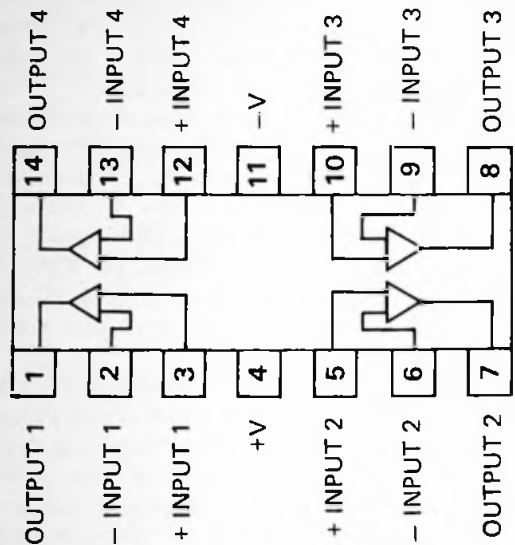 OUTPUT 4
− INPUT 4
+ INPUT 4
−V
+ INPUT 3
− INPUT 3
OUTPUT 3
14
13
12
11
10
9
8
1
2
3
4
5
6
7
OUTPUT 1
− INPUT 1
+ INPUT 1
+V
+ INPUT 2
− INPUT 2
OUTPUT 2